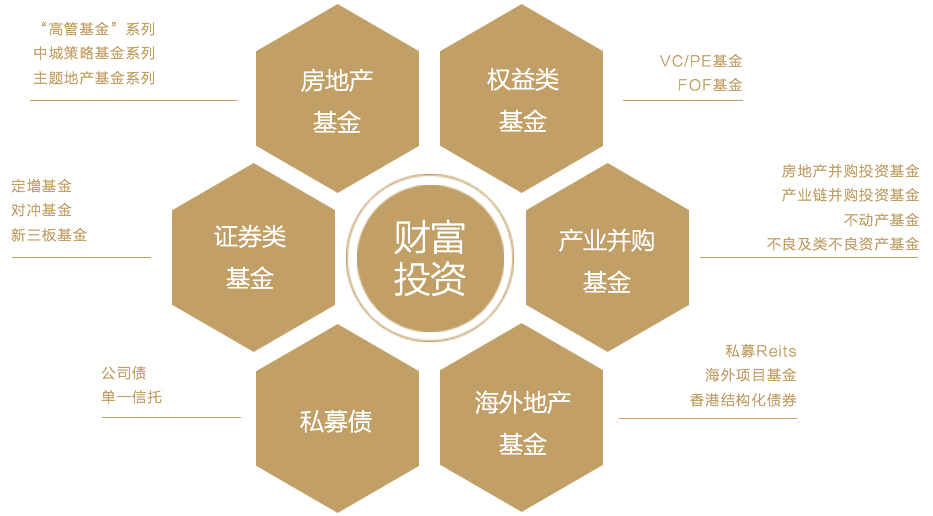 “高管基金”系列
中城策略基金系列
主题地产基金系列
房地产
基金
权益类
基金
VC/PE基金
FOF基金
定增基金
对冲基金
新三板基金
证券类
基金
财富
投资
产业并购
基金
房地产并购投资基金
产业链并购投资基金
不动产基金
不良及类不良资产基金
公司债
单一信托
私募债
海外地产
基金
私募Reits
海外项目基金
香港结构化债券